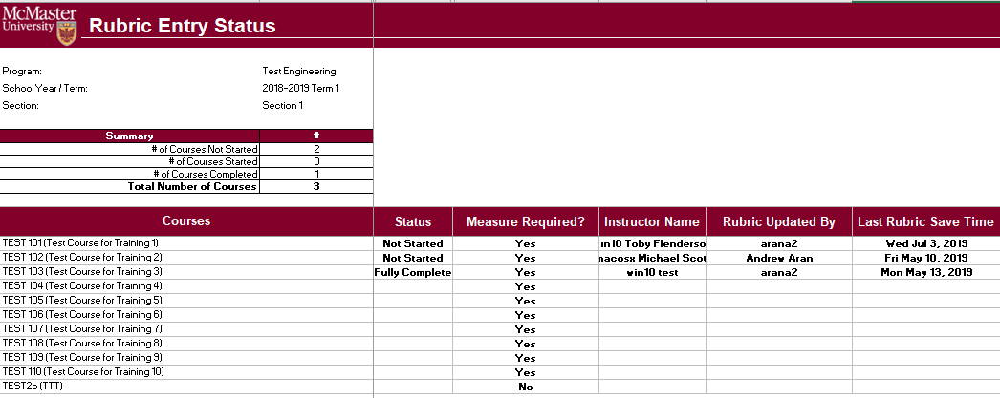 McMaster
University
Rubric Entry Status
Program: Test Engineering
School Year / Term: 2018-2019 Term 1
Section: Section 1
Summary #
# of Courses Not Started 2
# of Courses Started 0
# of Courses Completed 1
Total Number of Courses 3
Courses Status Measure Required? Instructor Name Rubric Updated By Last Rubric Save Time
TEST 101 (Test Course for Training 1) Not Started Yes in10 Toby Flenderso arana2 Wed Jul 3, 2019
TEST 102 (Test Course for Training 2) Not Started Yes nacosx Michael Scot Andrew Aran Fri May 10, 2019
TEST 103 (Test Course for Training 3) Fully Complete Yes win10 test arana2 Mon May 13, 2019
TEST 104 (Test Course for Training 4) Yes
TEST 105 (Test Course for Training 5) Yes
TEST 106 (Test Course for Training 6) Yes
TEST 107 (Test Course for Training 7) Yes
TEST 108 (Test Course for Training 8) Yes
TEST 109 (Test Course for Training 9) Yes
TEST 110 (Test Course for Training 10) Yes
TEST2b (TTT) No